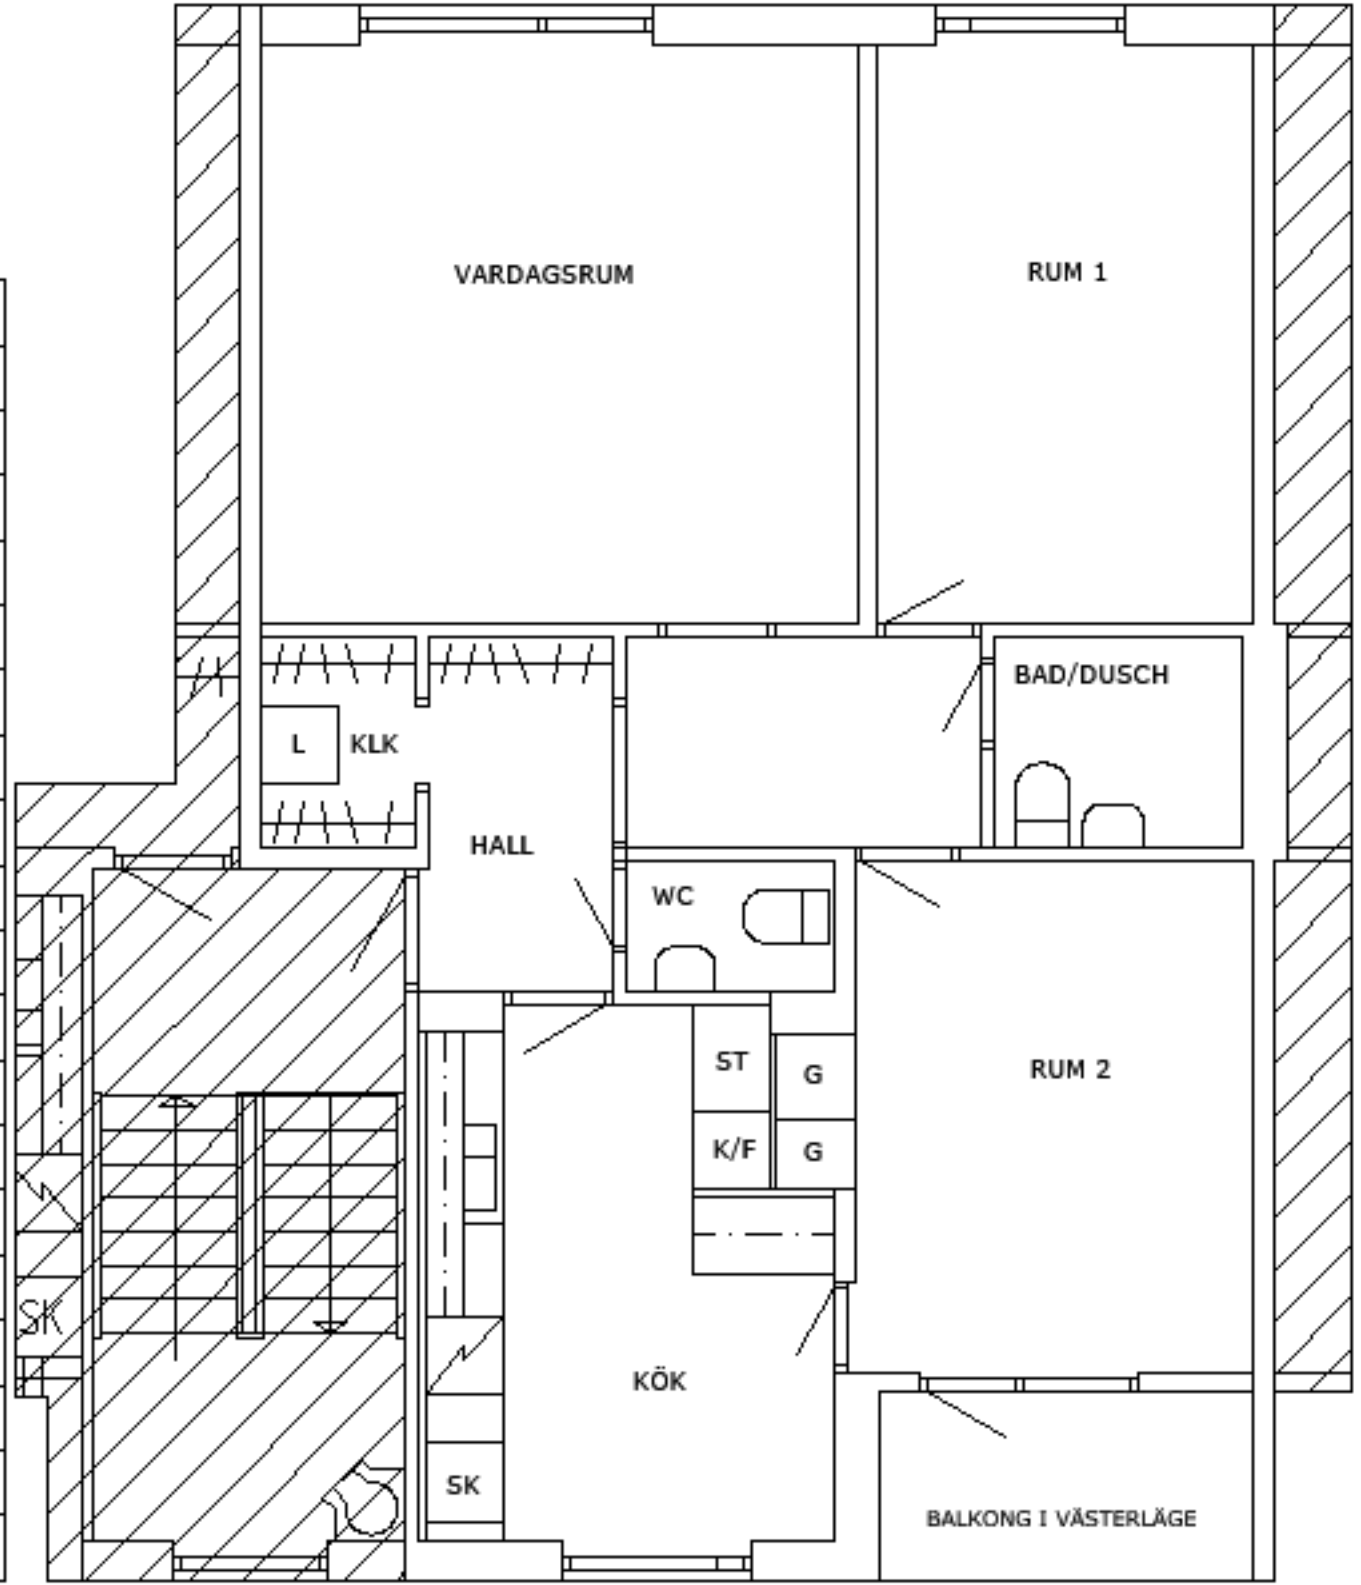 VARDAGSRUM
RUM 1
BAD/DUSCH
L
KLK
HALL
WC
ST
G
RUM 2
K/F
G
SK
KÖK
SK
BALKONG I VÄSTERLÄGE